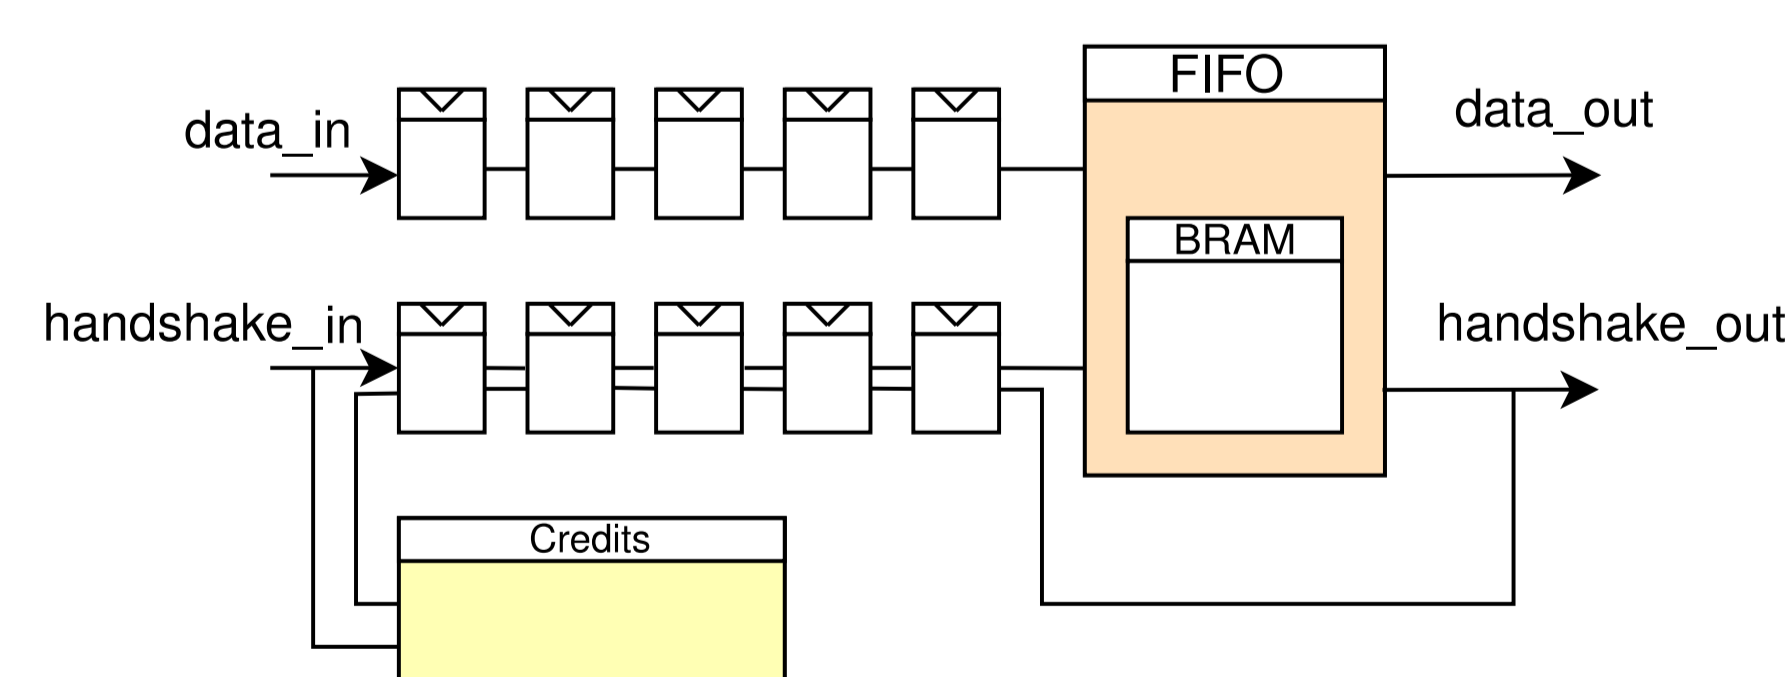 FIFO
data_in
data_out
BRAM
handshake_in
handshake_out
Credits